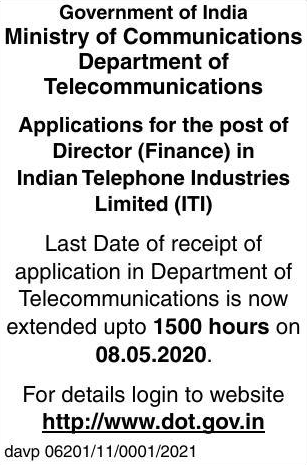 Government of India
Ministry of Communications
Department of
Telecommunications
Applications for the post of
Director (Finance) in
Indian Telephone Industries
Limited (ITI)
Last Date of receipt of
application in Department of
Telecommunications is now
extended upto 1500 hours on
08.05.2020.
For details login to website
http://www.dot.gov.in
davp 06201/11/0001/2021